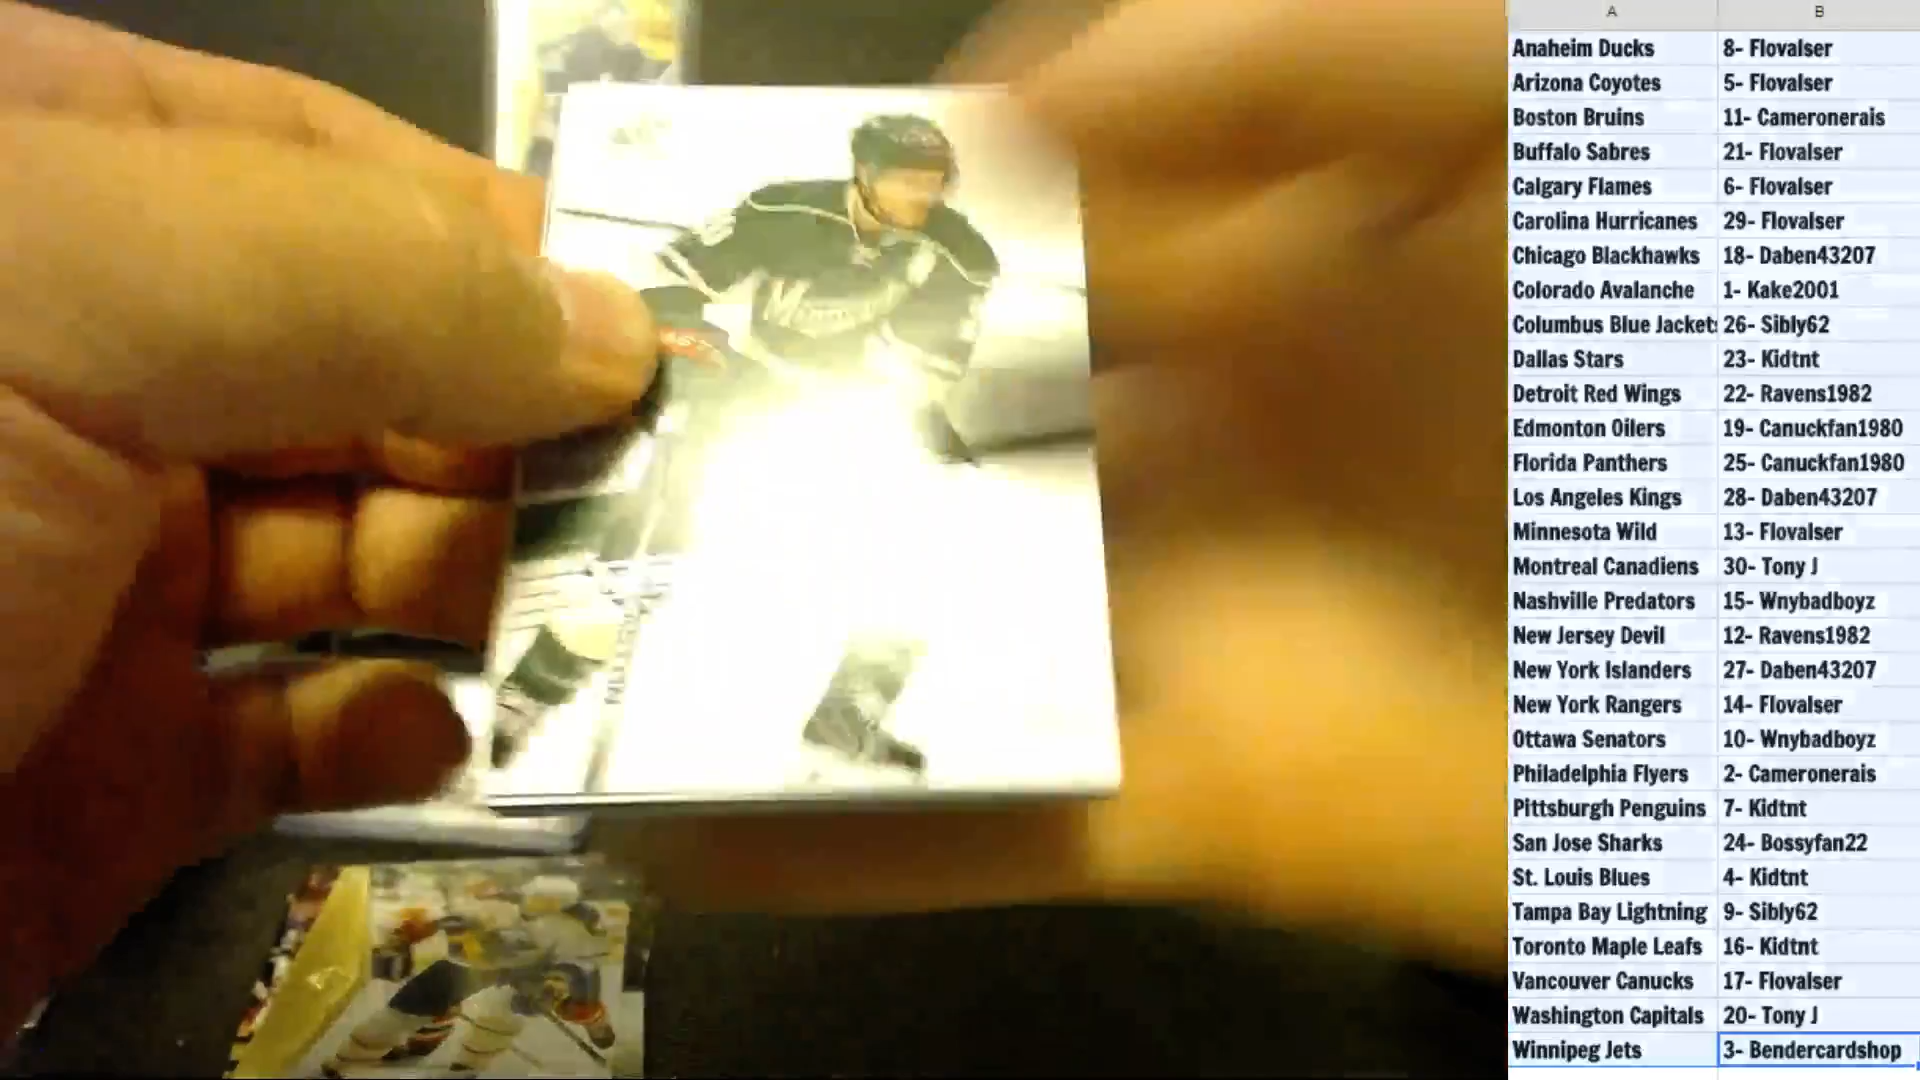 A B
Anaheim Ducks 8- Flovalser
Arizona Coyotes 5- Flovalser
Boston Bruins 11- Cameronerais
Buffalo Sabres 21- Flovalser
Calgary Flames 6- Flovalser
Carolina Hurricanes 29- Flovalser
Chicago Blackhawks 18- Daben43207
Colorado Avalanche 1- Kake2001
Columbus Blue Jackets 26- Sibly62
Dallas Stars 23- Kidtnt
Detroit Red Wings 22- Ravens1982
Edmonton Oilers 19- Canuckfan1980
Florida Panthers 25- Canuckfan1980
Los Angeles Kings 28- Daben43207
Minnesota Wild 13- Flovalser
Montreal Canadiens 30- Tony J
Nashville Predators 15- Wnybadboyz
New Jersey Devil 12- Ravens1982
New York Islanders 27- Daben43207
New York Rangers 14- Flovalser
Ottawa Senators 10- Wnybadboyz
Philadelphia Flyers 2- Cameronerais
Pittsburgh Penguins 7- Kidtnt
San Jose Sharks 24- Bossyfan22
St. Louis Blues 4- Kidtnt
Tampa Bay Lightning 9- Sibly62
Toronto Maple Leafs 16- Kidtnt
Vancouver Canucks 17- Flovalser
Washington Capitals 20- Tony J
Winnipeg Jets 3- Bendercardshop